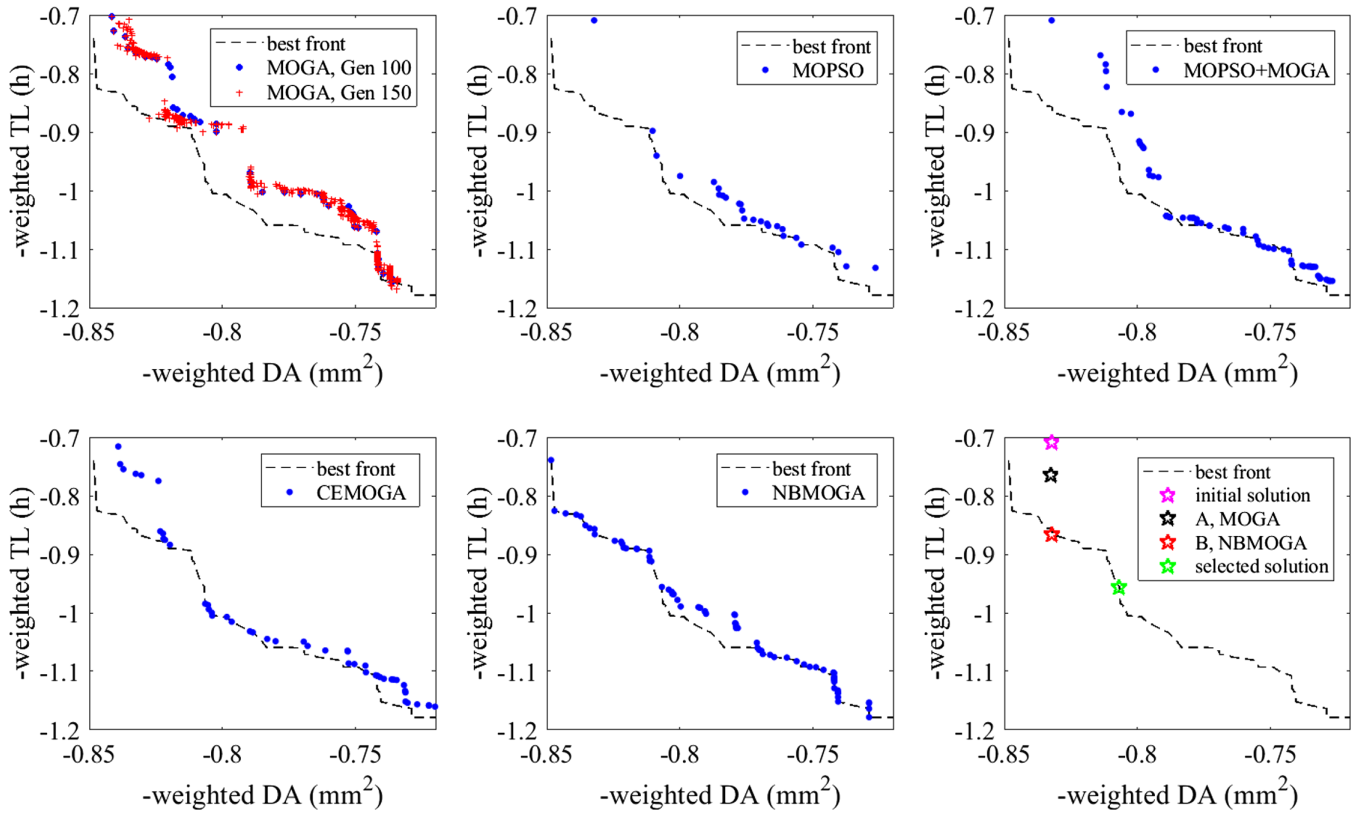 -0.7
-0.8
-0.9
-1
-1.1
-1.2
-0.85
-0.8
-0.75
-weighted TL (h)
-weighted DA (mm²)
best front
MOGA, Gen 100
MOGA, Gen 150
-0.7
-0.8
-0.9
-1
-1.1
-1.2
-0.85
-0.8
-0.75
-weighted TL (h)
-weighted DA (mm²)
best front
MOPSO
-0.7
-0.8
-0.9
-1
-1.1
-1.2
-0.85
-0.8
-0.75
-weighted TL (h)
-weighted DA (mm²)
best front
MOPSO+MOGA
-0.7
-0.8
-0.9
-1
-1.1
-1.2
-0.85
-0.8
-0.75
-weighted TL (h)
-weighted DA (mm²)
best front
CEMOGA
-0.7
-0.8
-0.9
-1
-1.1
-1.2
-0.85
-0.8
-0.75
-weighted TL (h)
-weighted DA (mm²)
best front
NBMOGA
-0.7
-0.8
-0.9
-1
-1.1
-1.2
-0.85
-0.8
-0.75
-weighted TL (h)
-weighted DA (mm²)
best front
initial solution
A, MOGA
B, NBMOGA
selected solution